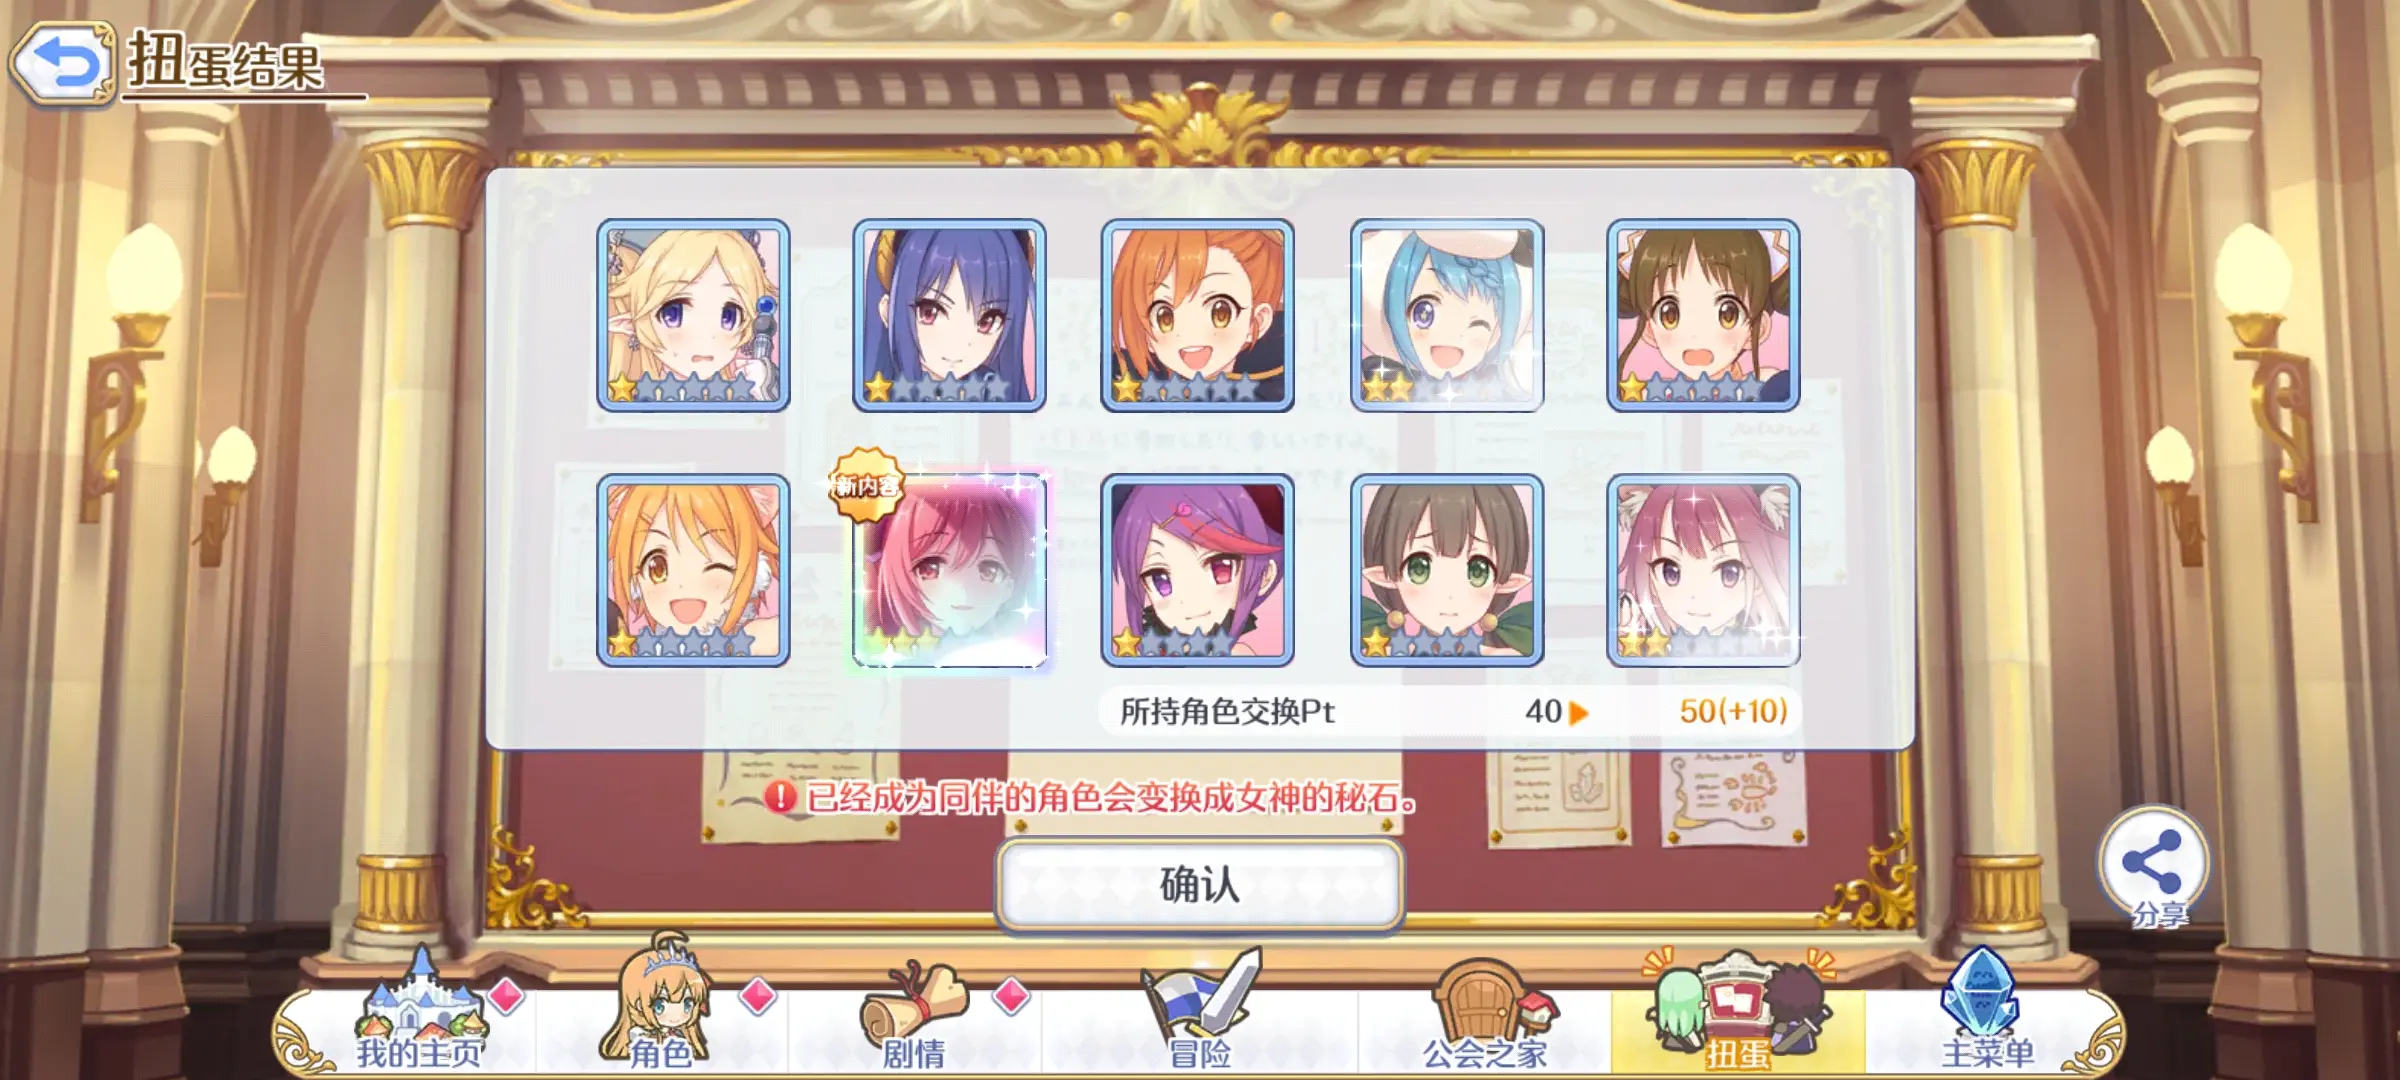 扭蛋结果
新内容
所持角色交换Pt 40 50(+10)
已经成为同伴的角色会变换成女神的秘石。
确认
分享
我的主页 角色 剧情 冒险 公会之家 扭蛋 主菜单